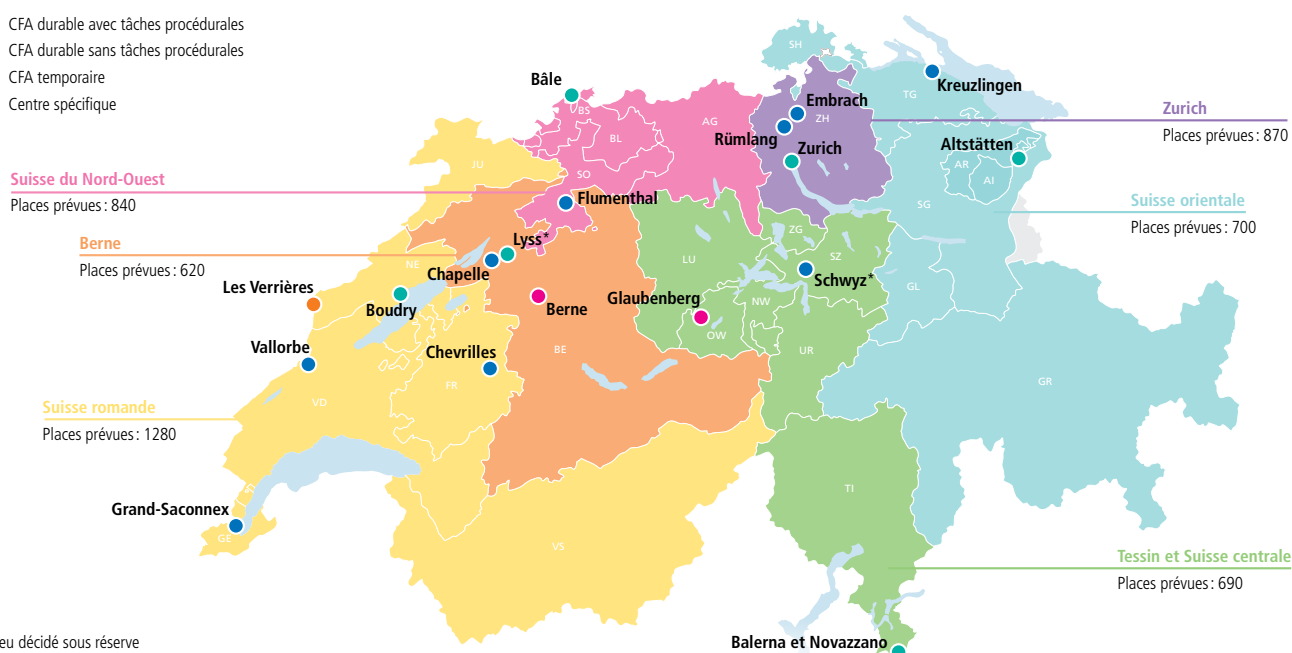 CFA durable avec tâches procédurales
CFA durable sans tâches procédurales
CFA temporaire
Centre spécifique
SH
Bâle
Kreuzlingen
TG
Embrach
ZH
Zurich
Places prévues : 870
BS
BL
AG
Rümlang
Zurich
Altstätten
AR
AI
JU
SO
Suisse du Nord-Ouest
Places prévues : 840
Flumenthal
SG
Suisse orientale
Places prévues : 700
Berne
Places prévues : 620
Lyss*
ZG
SZ
LU
NE
Chapelle
Schwyz*
GL
Les Verrières
Boudry
Berne
Glaubenberg
NW
OW
UR
Vallorbe
Chevrilles
BE
FR
VD
GR
Suisse romande
Places prévues : 1280
TI
Grand-Saconnex
GE
VS
Tessin et Suisse centrale
Places prévues : 690
eu décidé sous réserve
Balerna et Novazzano